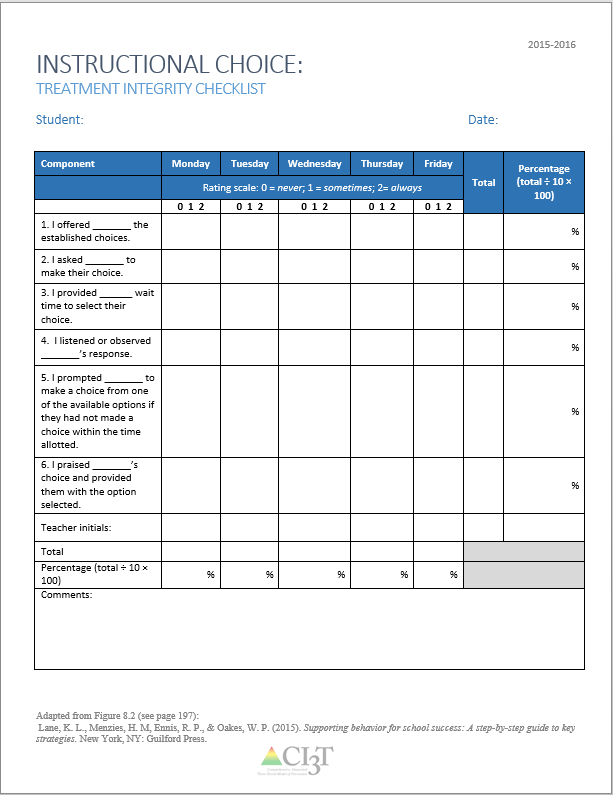 2015-2016
INSTRUCTIONAL CHOICE:
TREATMENT INTEGRITY CHECKLIST
Student: Date:
Component Monday Tuesday Wednesday Thursday Friday Total Percentage
(total ÷ 10 ×
100)
Rating scale: 0 = never; 1 = sometimes; 2= always
0 1 2 0 1 2 0 1 2 0 1 2 0 1 2
1. I offered _______ the
established choices.
%
2. I asked _______ to
make their choice.
%
3. I provided ______ wait
time to select their
choice.
%
4. I listened or observed
_______'s response.
%
5. I prompted _______ to
make a choice from one
of the available options if
they had not made a
choice within the time
allotted.
%
6. I praised _______'s
choice and provided
them with the option
selected.
%
Teacher initials:
Total
Percentage (total ÷ 10 ×
100)
% % % % %
Comments:
Adapted from Figure 8.2 (see page 197):
Lane, K. L., Menzies, H. M, Ennis, R. P., & Oakes, W. P. (2015). Supporting behavior for school success: A step-by-step guide to key
strategies. New York, NY: Guilford Press.
CI3T